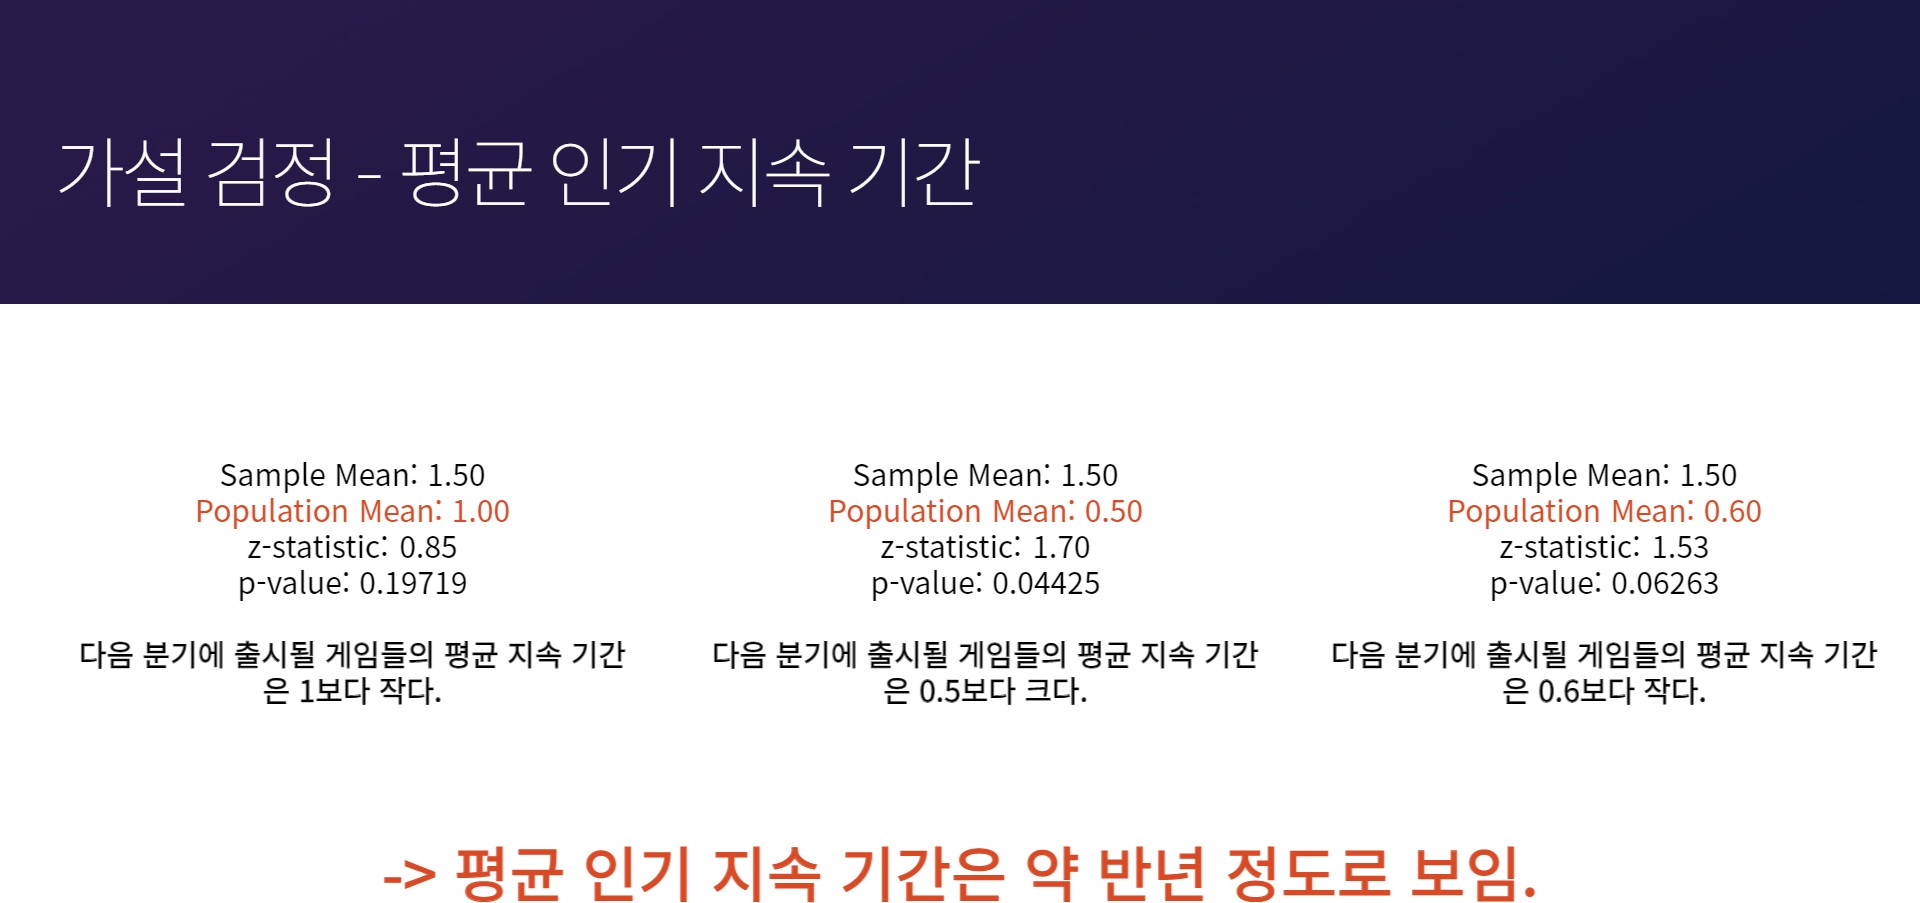 가설 검정 – 평균 인기 지속 기간
Sample Mean: 1.50
Population Mean: 1.00
z-statistic: 0.85
p-value: 0.19719
다음 분기에 출시될 게임들의 평균 지속 기간
은 1보다 작다.
Sample Mean: 1.50
Population Mean: 0.50
z-statistic: 1.70
p-value: 0.04425
다음 분기에 출시될 게임들의 평균 지속 기간
은 0.5보다 크다.
Sample Mean: 1.50
Population Mean: 0.60
z-statistic: 1.53
p-value: 0.06263
다음 분기에 출시될 게임들의 평균 지속 기간
은 0.6보다 작다.
-> 평균 인기 지속 기간은 약 반년 정도로 보임.